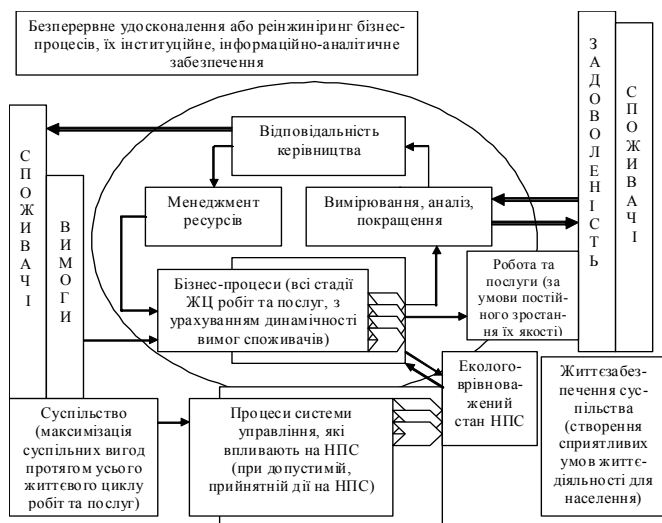 Безперервне удосконалення або реінжиніринг бізнес-
процесів, їх інституційне, інформаційно-аналітичне
забезпечення
СПОЖИВАЧІ
ВИМОГИ
Відповідальність
керівництва
Менеджмент
ресурсів
Вимірювання, аналіз,
покращення
ЗАДОВОЛЕНІСТЬ
СПОЖИВАЧІ
Бізнес-процеси (всі стадії
ЖЦ робіт та послуг, з
урахуванням динамічності
вимог споживачів)
Робота та
послуги (за
умови постій-
ного зростан-
ня їх якості)
Суспільство
(максимізація
суспільних вигод
протягом усього
життєвого циклу
робіт та послуг)
Процеси системи
управління, які
впливають на НПС
(при допустимій,
прийнятній дії на НПС)
Еколого-
врівнова-
жений
стан НПС
Життєзабез-
печення сус-
пільства
(створення
сприятливих
умов життє-
діяльності для
населення)